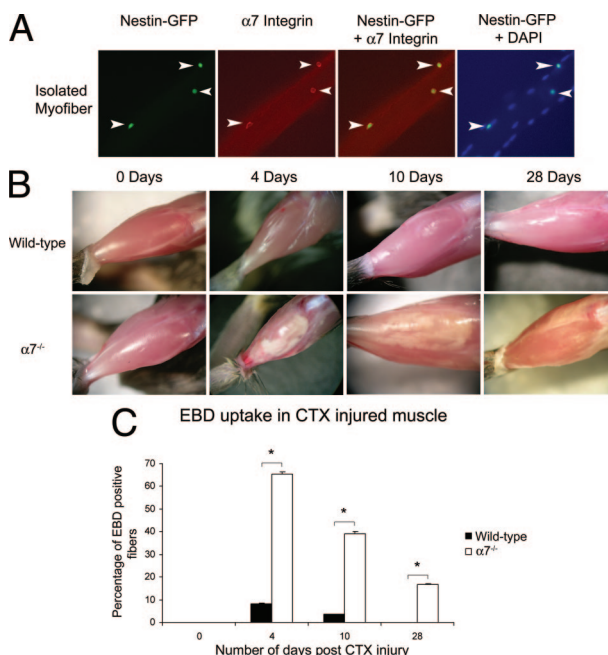 A
Nestin-GFP
α7 Integrin
Nestin-GFP
+ α7 Integrin
Nestin-GFP
+ DAPI
Isolated
Myofiber
B
0 Days
4 Days
10 Days
28 Days
Wild-type
α7-/-
C
EBD uptake in CTX injured muscle
Percentage of EBD positive
fibers
70
60
50
40
30
20
10
0
*
*
*
Wild-type
α7-/-
0
4
10
28
Number of days post CTX injury